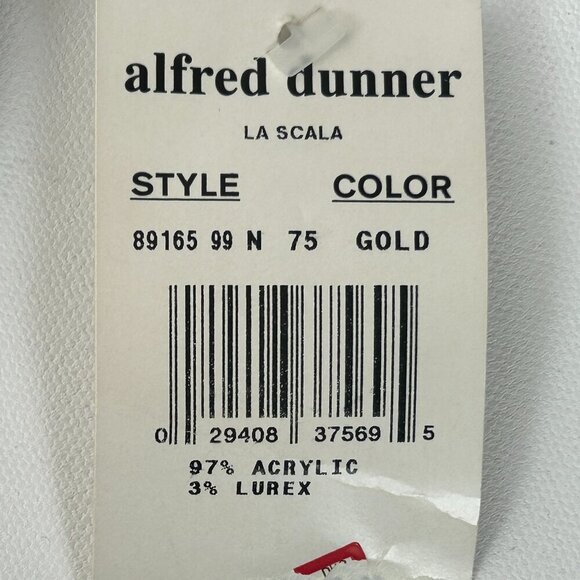 alfred dunner
LA SCALA
STYLE COLOR
89165 99 N 75 GOLD
0 29408 37569 5
97% ACRYLIC
3% LUREX